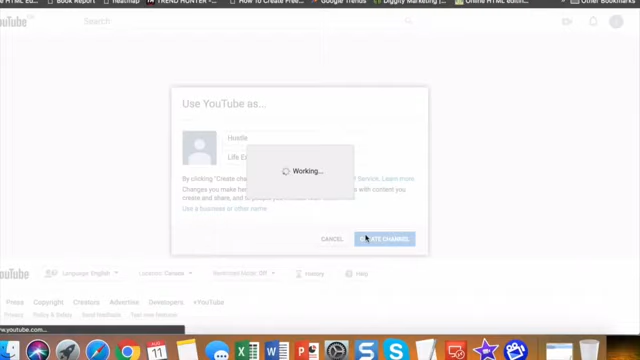 Book Report
Heatmap
TREND HUNTER -
How To Create Free...
Google Trends
Diggity Marketing |...
Online HTML editin...
Other Bookmarks
YouTube
Search
Use YouTube as...
Hustle
Working...
By clicking "Create
Service. Learn more.
Changes you make
with content you
create and share, and
Use a business or other name
CANCEL
CREATE CHANNEL
YouTube
Language: English
Location: Canada
Restricted Mode: Off
History
Help
Press Copyright Creators Advertise Developers +YouTube
Privacy Policy & Safety Send feedback Test new features
www.youtube.com...
11